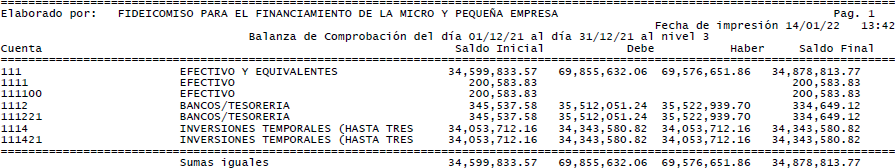 Elaborado por: FIDEICOMISO PARA EL FINANCIAMIENTO DE LA MICRO Y PEQUEÑA EMPRESA Pag. 1
Fecha de impresión 14/01/22 13:42
Balanza de Comprobación del día 01/12/21 al día 31/12/21 al nivel 3
Cuenta Saldo Inicial Debe Haber Saldo Final
111 EFECTIVO Y EQUIVALENTES 34,599,833.57 69,855,632.06 69,576,651.86 34,878,813.77
1111 EFECTIVO 200,583.83 200,583.83
111100 EFECTIVO 200,583.83 200,583.83
1112 BANCOS/TESORERIA 345,537.58 35,512,051.24 35,522,939.70 334,649.12
111221 BANCOS/TESORERIA 345,537.58 35,512,051.24 35,522,939.70 334,649.12
1114 INVERSIONES TEMPORALES (HASTA TRES 34,053,712.16 34,343,580.82 34,053,712.16 34,343,580.82
111421 INVERSIONES TEMPORALES (HASTA TRES 34,053,712.16 34,343,580.82 34,053,712.16 34,343,580.82
Sumas iguales 34,599,833.57 69,855,632.06 69,576,651.86 34,878,813.77